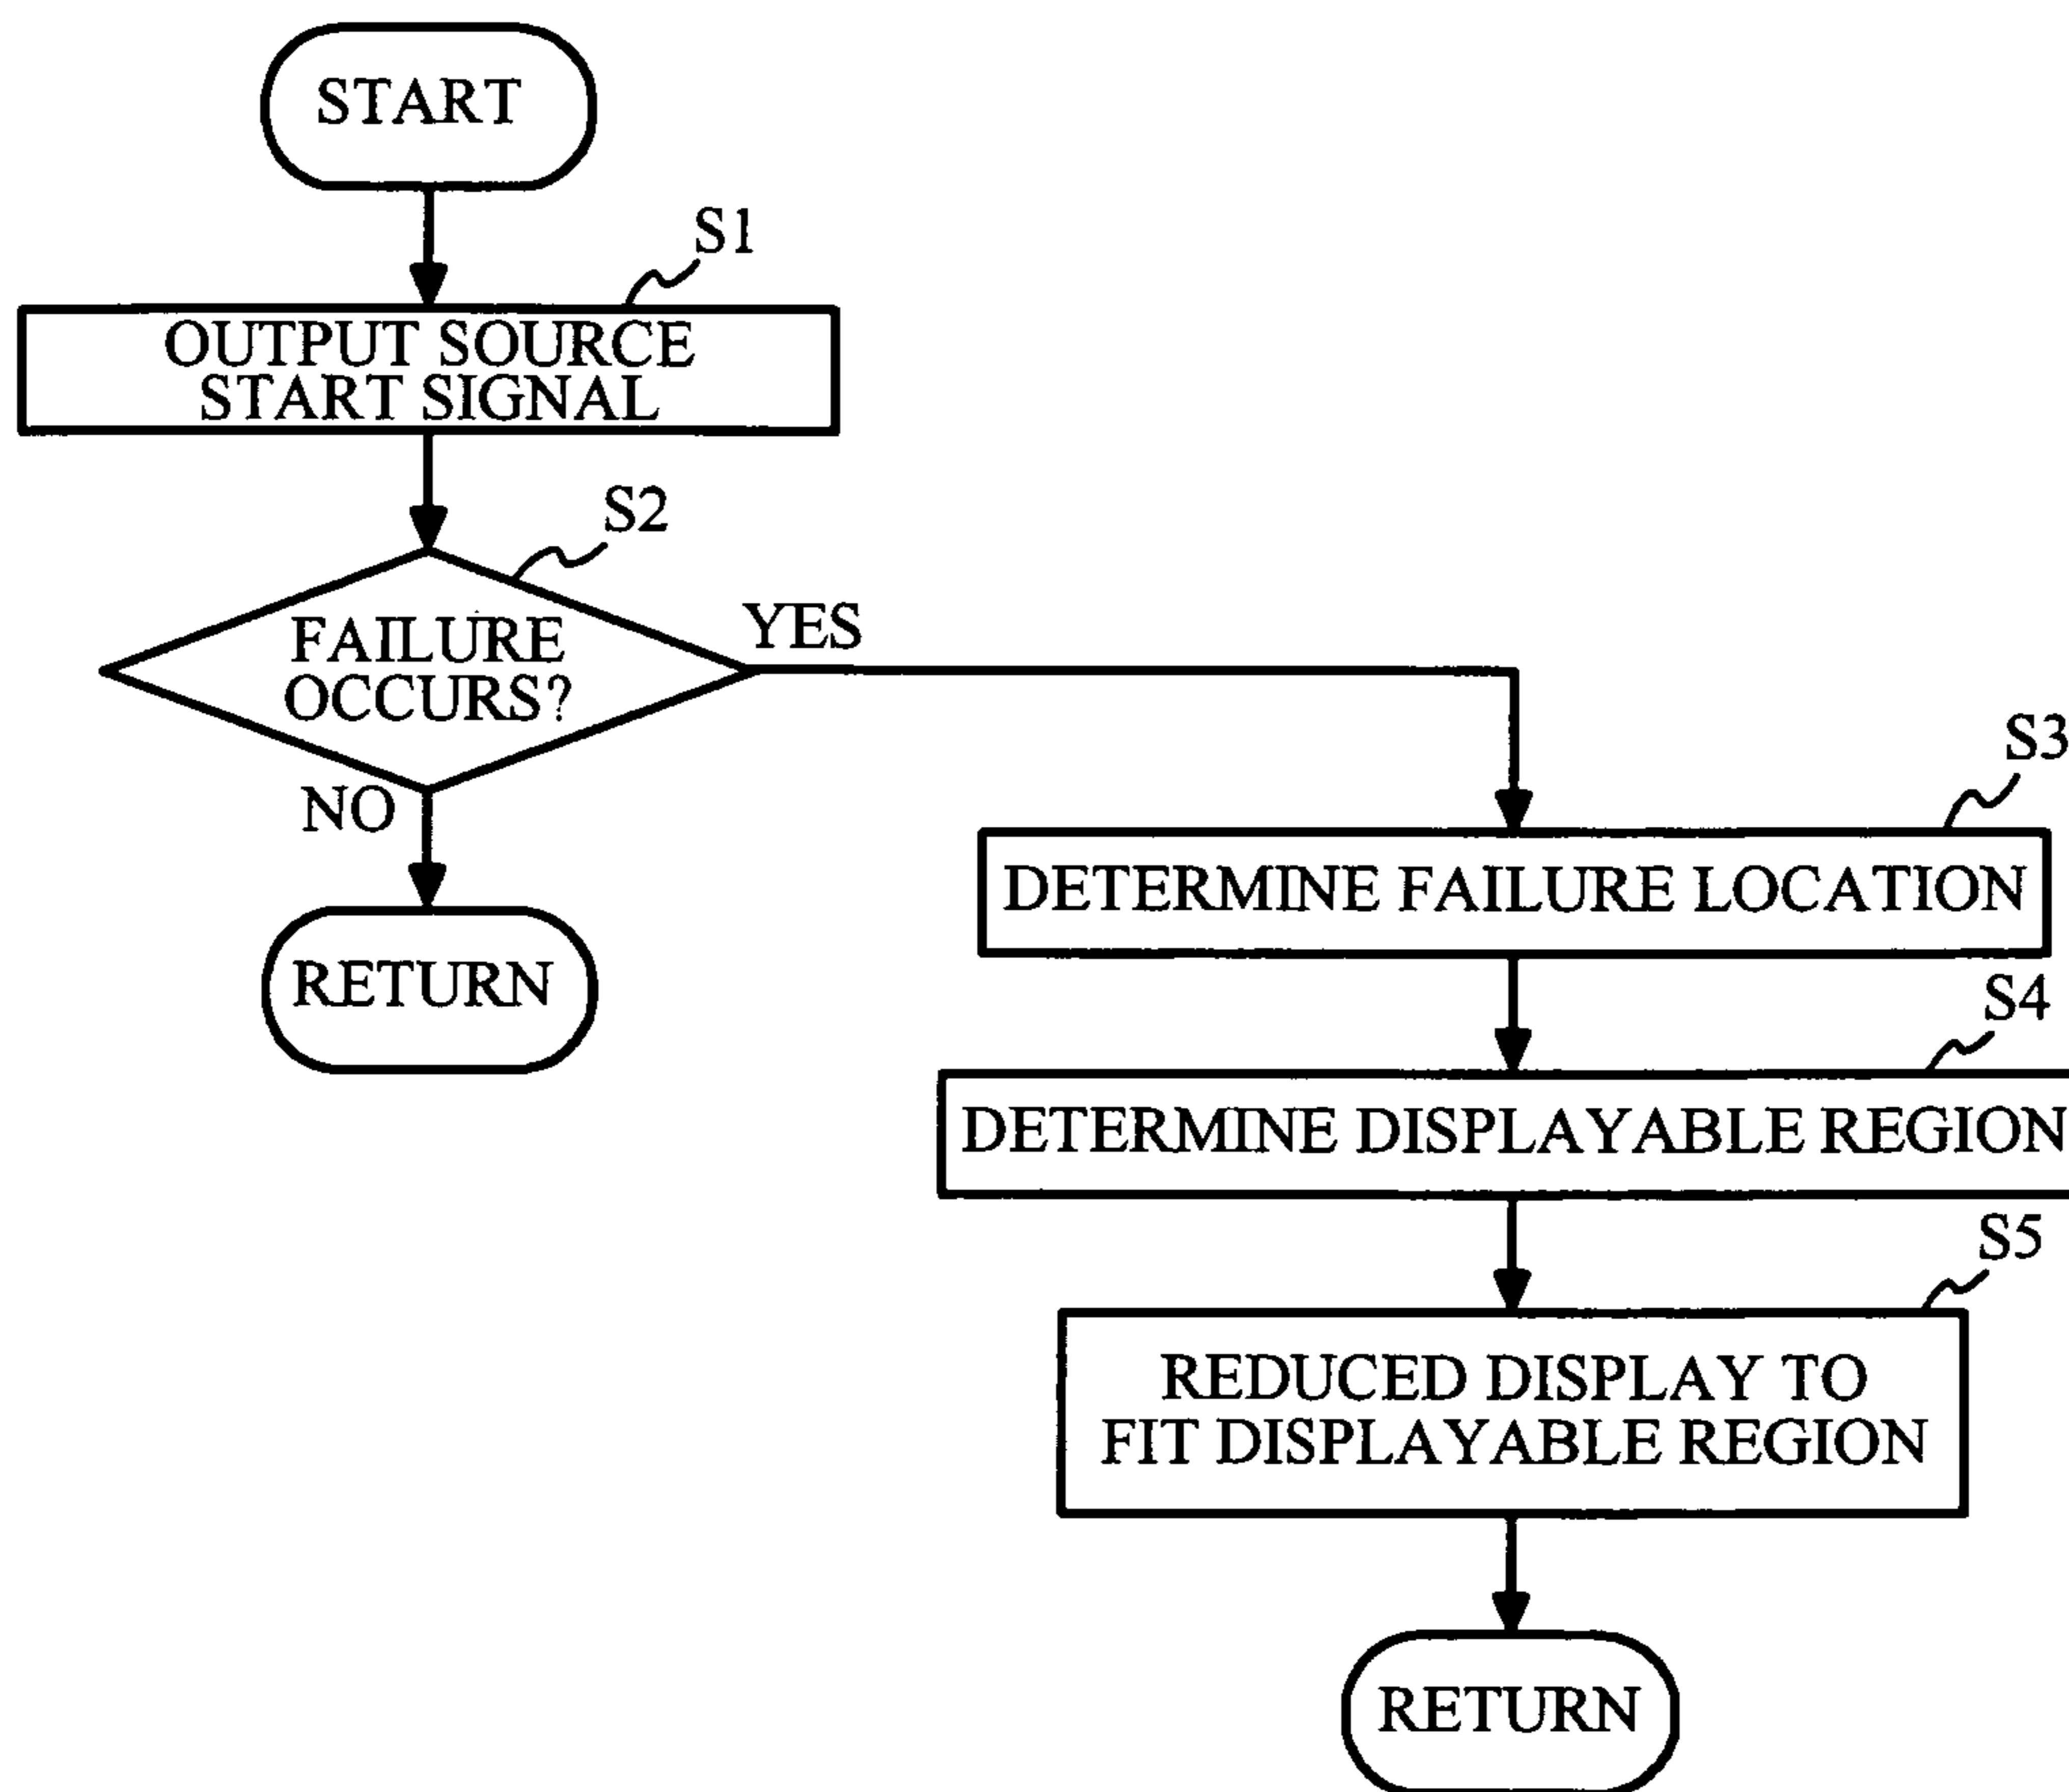 START
S1
OUTPUT SOURCE
START SIGNAL
S2
FAILURE
OCCURS?
YES
NO
RETURN
S3
DETERMINE FAILURE LOCATION
S4
DETERMINE DISPLAYABLE REGION
S5
REDUCED DISPLAY TO
FIT DISPLAYABLE REGION
RETURN